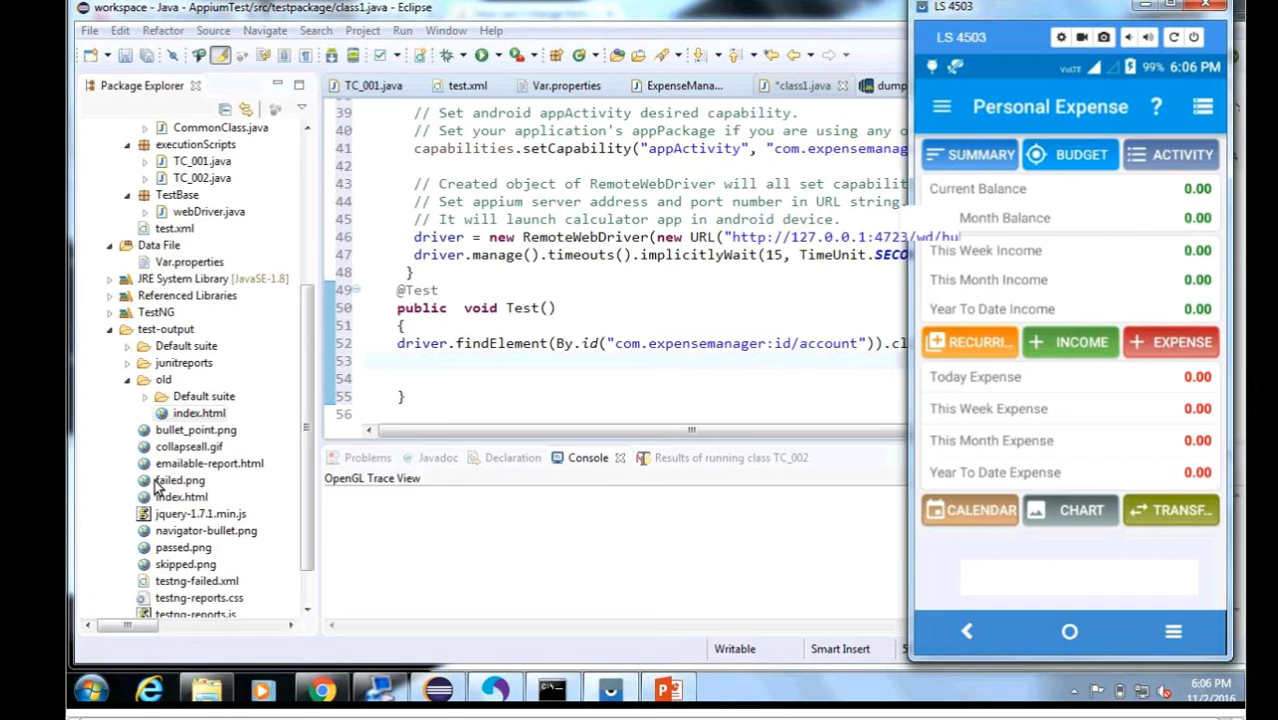 workspace - Java - AppiumTest/src/testpackage/class1.java - Eclipse
File Edit Refactor Source Navigate Search Project Run Window Help
Package Explorer
CommonClass.java
executionScripts
TC_001.java
TC_002.java
TestBase
webDriver.java
test.xml
Data File
Var.properties
JRE System Library [JavaSE-1.8]
Referenced Libraries
TestNG
test-output
Default suite
junitreports
old
Default suite
index.html
bullet_point.png
collapseall.gif
emailable-report.html
failed.png
index.html
jquery-1.7.1.min.js
navigator-bullet.png
passed.png
skipped.png
testng-failed.xml
testng-reports.css
testng-reports.js
TC_001.java test.xml Var.properties ExpenseMana... *class1.java dump
39 // Set android appActivity desired capability.
40 // Set your application's appPackage if you are using any o
41 capabilities.setCapability("appActivity", "com.expensemanag
42
43 // Created object of RemoteWebDriver will all set capabilit
44 // Set appium server address and port number in URL string.
45 // It will launch calculator app in android device.
46 driver = new RemoteWebDriver(new URL("http://127.0.0.1:4723/wd/hu
47 driver.manage().timeouts().implicitlyWait(15, TimeUnit.SECO
48 }
49 @Test
50 public void Test()
51 {
52 driver.findElement(By.id("com.expensemanager:id/account")).cl
53
54
55 }
56
Problems Javadoc Declaration Console Results of running class TC_002
OpenGL Trace View
Writable Smart Insert 5
LS 4503
LS 4503
VoLTE 99% 6:06 PM
Personal Expense ?
SUMMARY BUDGET ACTIVITY
Current Balance 0.00
Month Balance 0.00
This Week Income 0.00
This Month Income 0.00
Year To Date Income 0.00
RECURRI... INCOME EXPENSE
Today Expense 0.00
This Week Expense 0.00
This Month Expense 0.00
Year To Date Expense 0.00
CALENDAR CHART TRANSF...
6:06 PM
11/2/2016